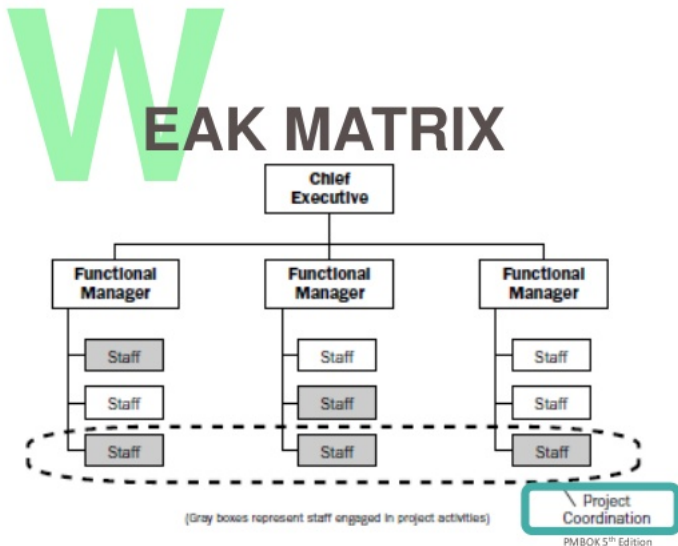 WEAK MATRIX
Chief
Executive
Functional
Manager
Functional
Manager
Functional
Manager
Staff
Staff
Staff
Staff
Staff
Staff
Staff
Staff
Staff
(Gray boxes represent staff engaged in project activities)
Project
Coordination
PMBOK 5th Edition